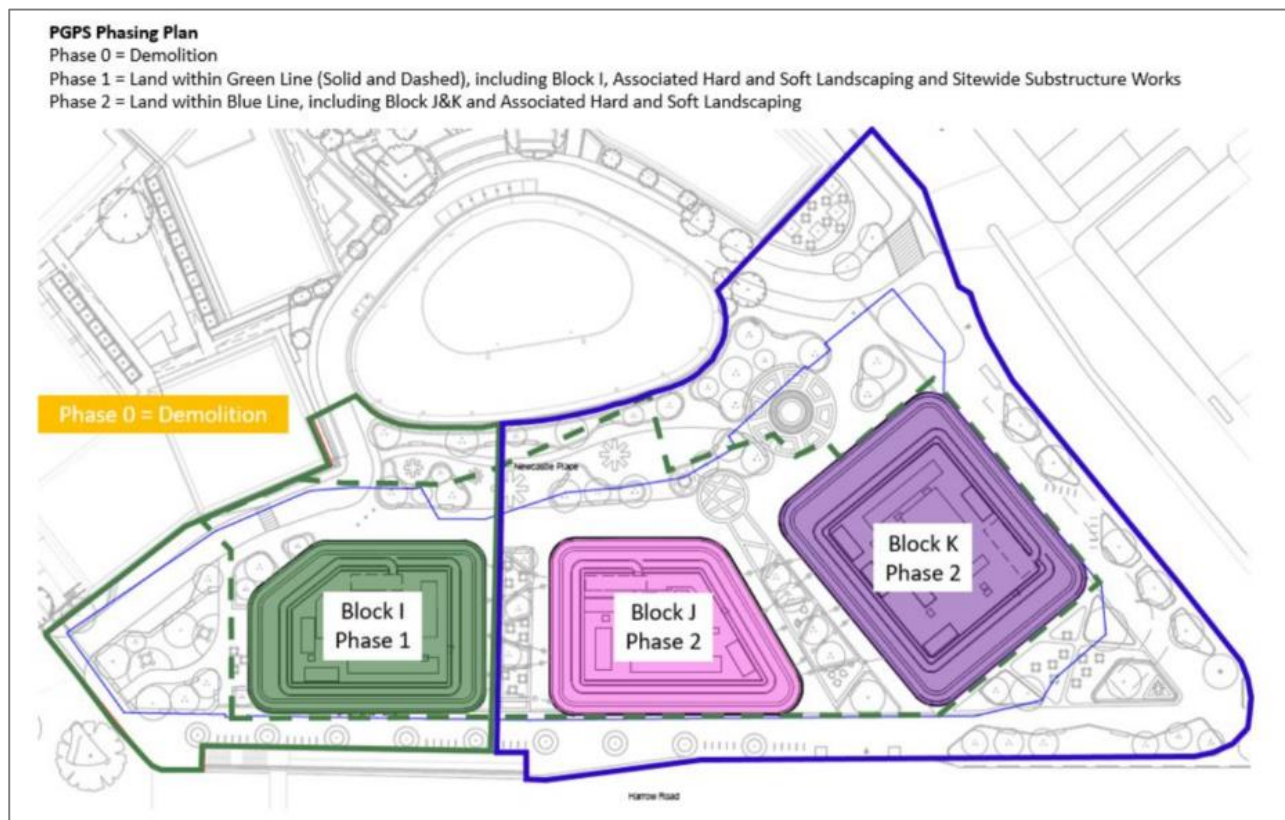 PGPS Phasing Plan
Phase 0 = Demolition
Phase 1 = Land within Green Line (Solid and Dashed), including Block I, Associated Hard and Soft Landscaping and Sitewide Substructure Works
Phase 2 = Land within Blue Line, including Block J&K and Associated Hard and Soft Landscaping
Phase 0 = Demolition
Newcastle Place
Block K
Phase 2
Block I
Phase 1
Block J
Phase 2
Harrow Road